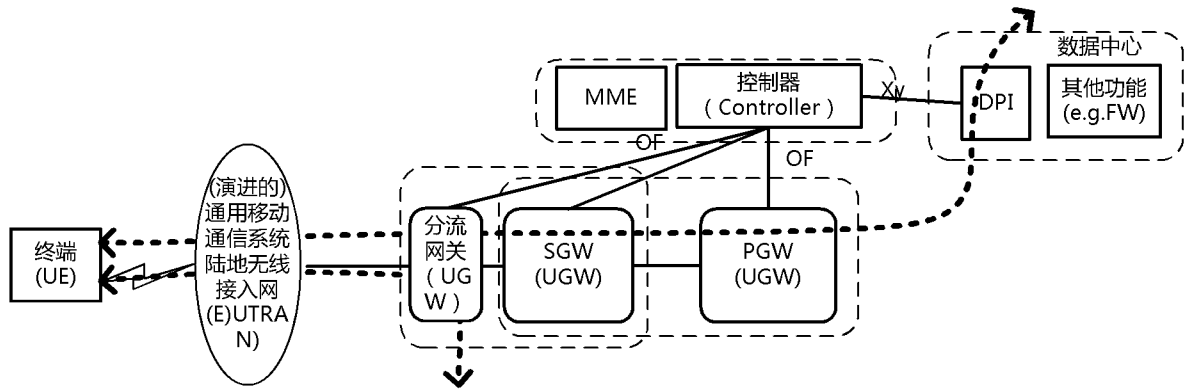 数据中心
MME
控制器
（Controller）
Xy
DPI
其他功能
(e.g.FW)
OF
OF
(演进的)
通用移动
通信系统
陆地无线
接入网
(E)UTRA
N)
终端
(UE)
分流
网关
（UG
W）
SGW
(UGW)
PGW
(UGW)